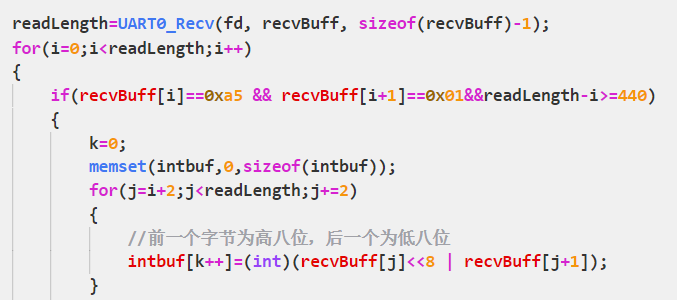 readLength=UART0_Recv(fd, recvBuff, sizeof(recvBuff)-1);
for(i=0;i<readLength;i++)
{
if(recvBuff[i]==0xa5 && recvBuff[i+1]==0x01&&readLength-i>=440)
{
k=0;
memset(intbuf,0,sizeof(intbuf));
for(j=i+2;j<readLength;j+=2)
{
//前一个字节为高八位，后一个为低八位
intbuf[k++]=(int)(recvBuff[j]<<8 | recvBuff[j+1]);
}